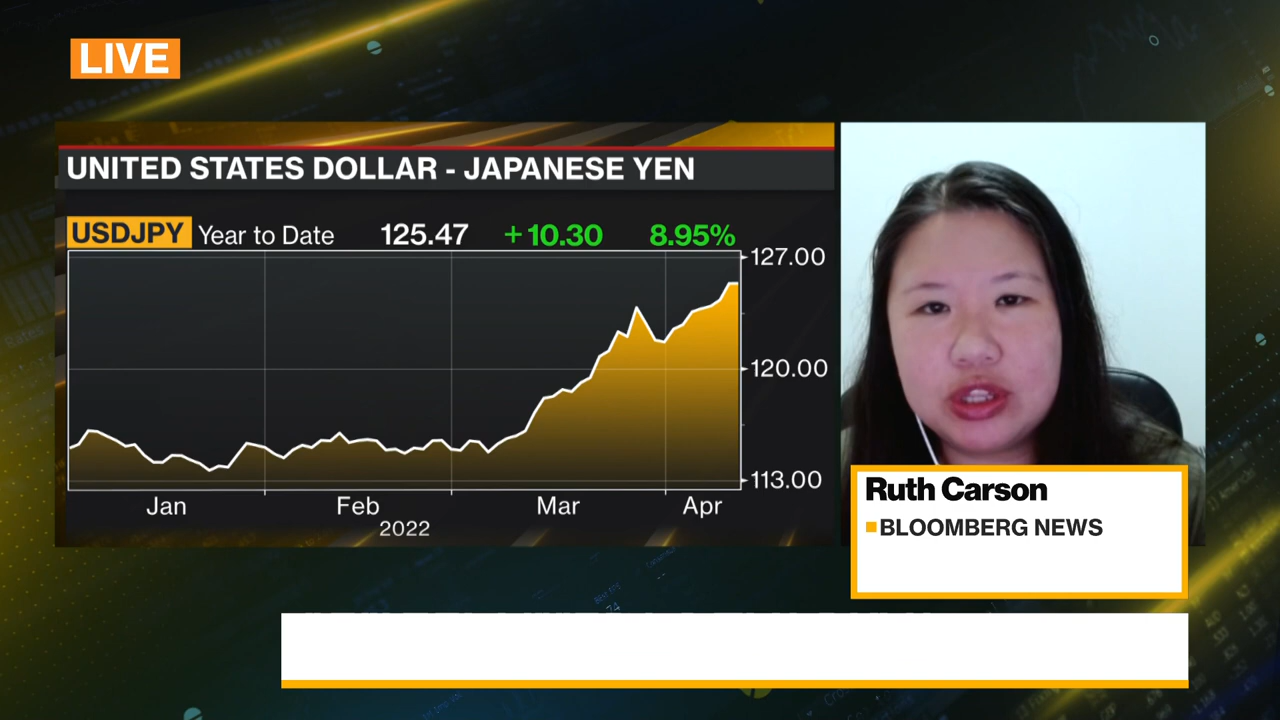 LIVE
UNITED STATES DOLLAR - JAPANESE YEN
USDJPY Year to Date 125.47 +10.30 8.95%
127.00
120.00
113.00
Jan Feb Mar Apr
2022
Ruth Carson
BLOOMBERG NEWS